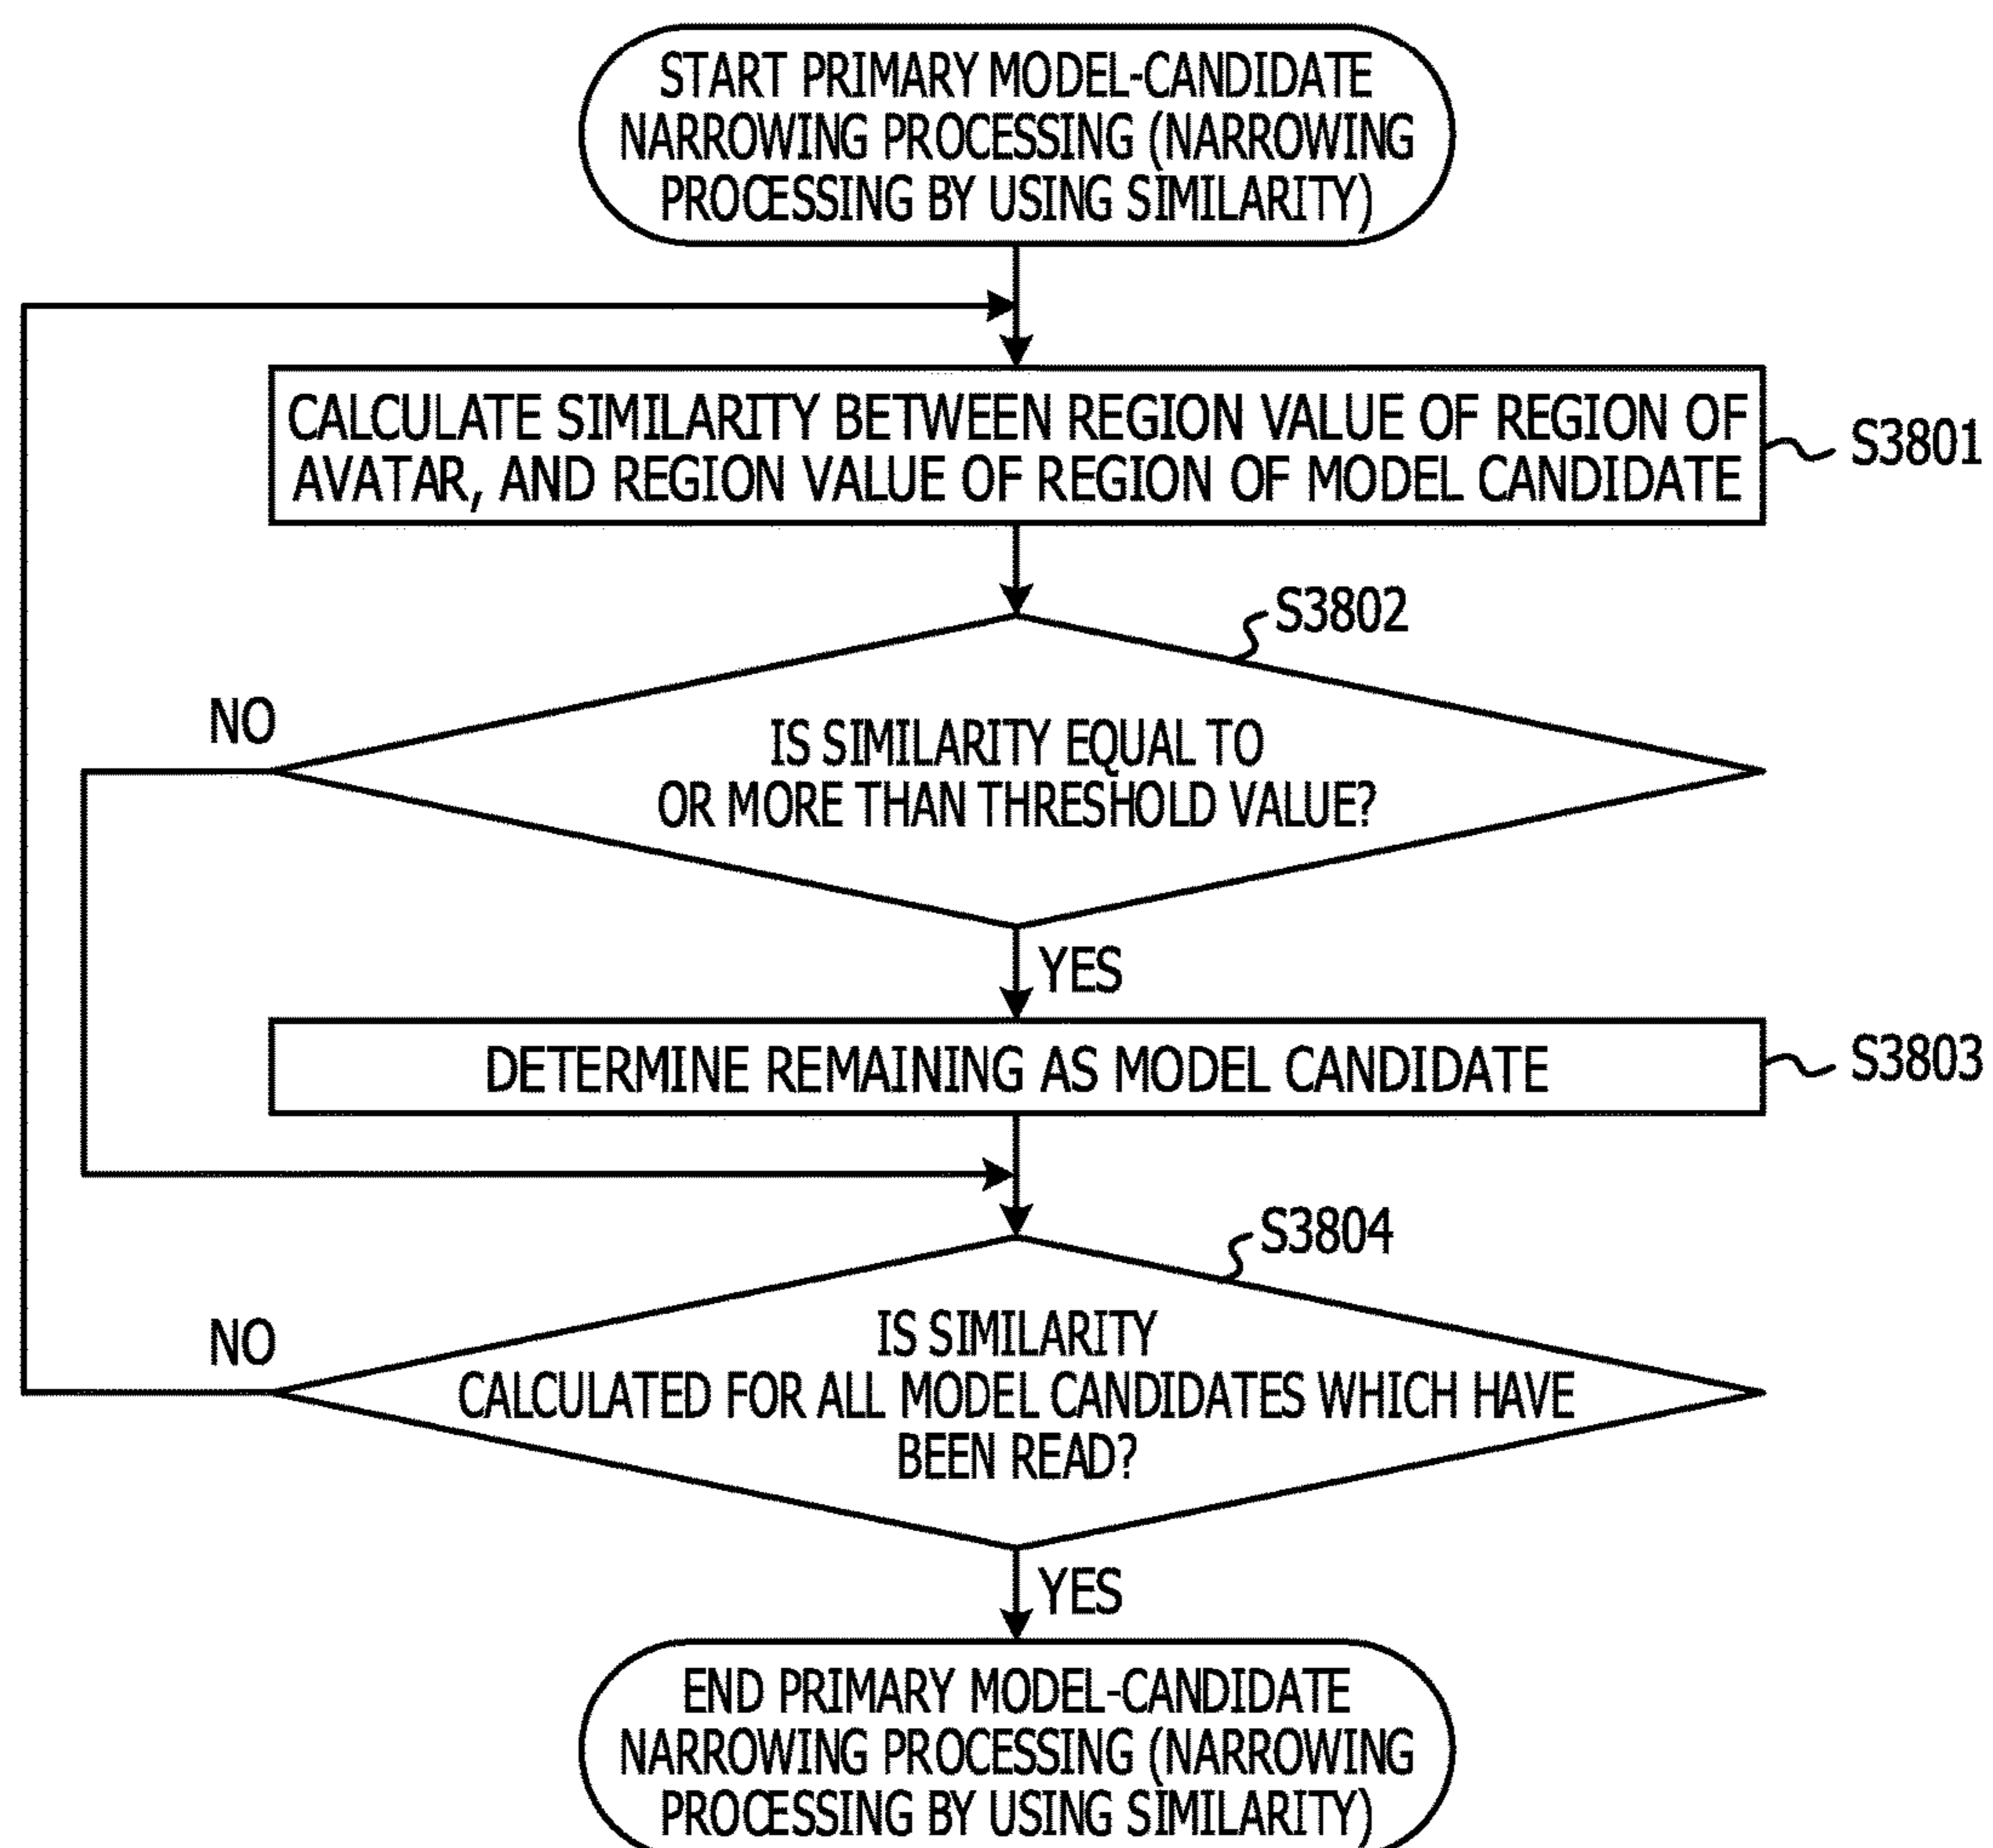 START PRIMARY MODEL-CANDIDATE
NARROWING PROCESSING (NARROWING
PROCESSING BY USING SIMILARITY)
CALCULATE SIMILARITY BETWEEN REGION VALUE OF REGION OF
AVATAR, AND REGION VALUE OF REGION OF MODEL CANDIDATE
S3801
S3802
NO
IS SIMILARITY EQUAL TO
OR MORE THAN THRESHOLD VALUE?
YES
DETERMINE REMAINING AS MODEL CANDIDATE
S3803
S3804
NO
IS SIMILARITY
CALCULATED FOR ALL MODEL CANDIDATES WHICH HAVE
BEEN READ?
YES
END PRIMARY MODEL-CANDIDATE
NARROWING PROCESSING (NARROWING
PROCESSING BY USING SIMILARITY)